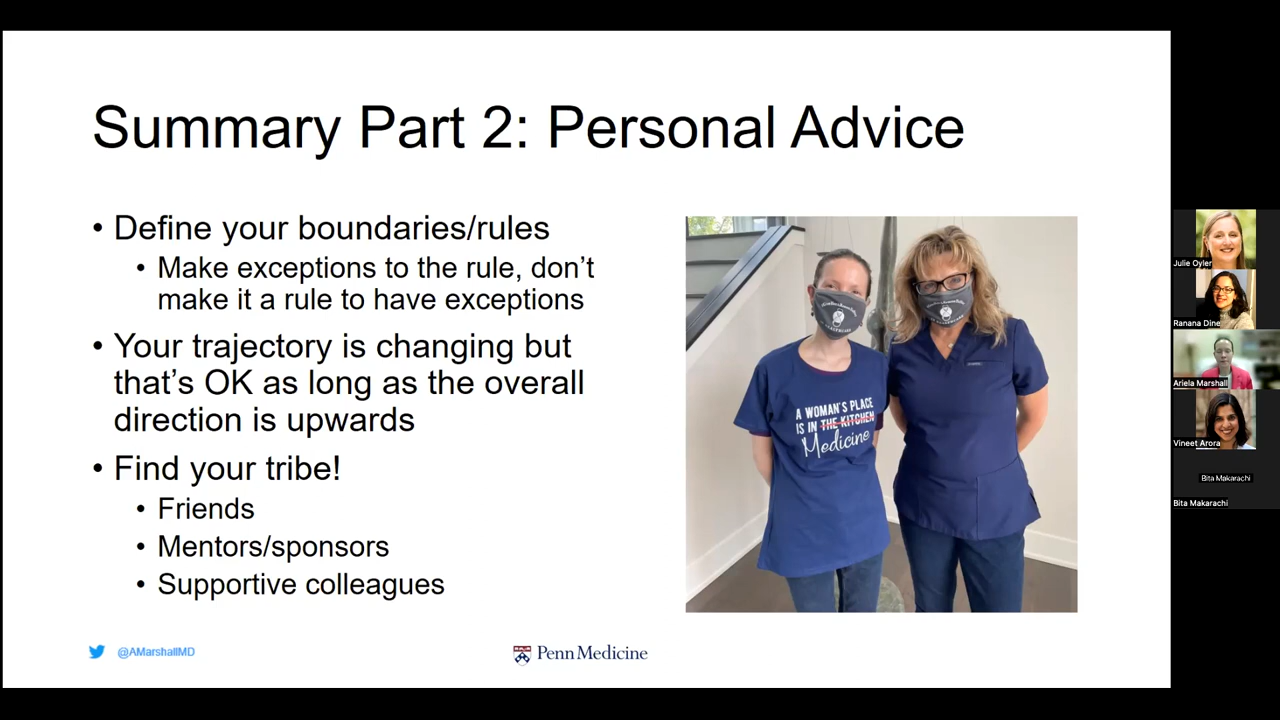 Summary Part 2: Personal Advice
• Define your boundaries/rules
• Make exceptions to the rule, don’t
make it a rule to have exceptions
• Your trajectory is changing but
that’s OK as long as the overall
direction is upwards
• Find your tribe!
• Friends
• Mentors/sponsors
• Supportive colleagues
A WOMAN'S PLACE
IS IN THE KITCHEN
Medicine
@AMarshallMD
Penn Medicine
Julie Oyler
Ranana Dine
Ariela Marshall
Vineet Arora
Bita Makarachi
Bita Makarachi